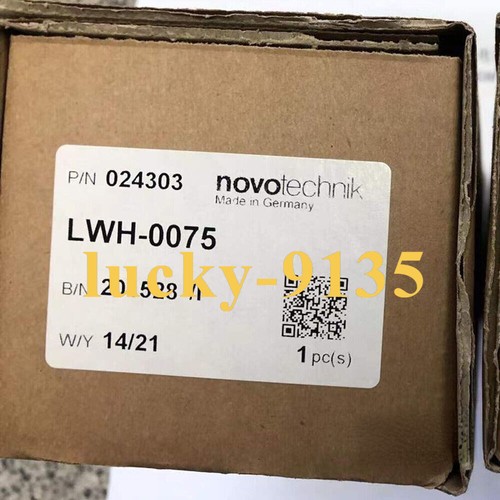 P/N 024303 novotechnik
Made in Germany
LWH-0075
lucky-9135
B/N
W/Y 14/21
1 pc(s)